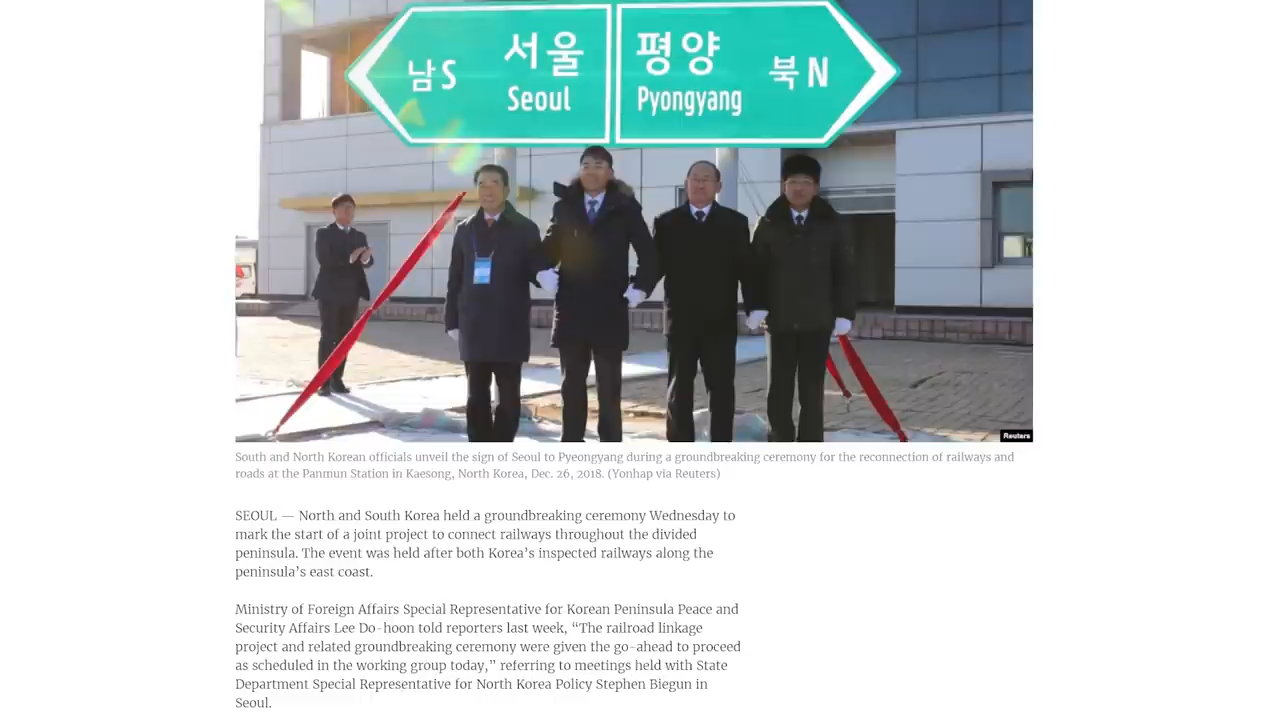 남 S 서울 평양 북 N
Seoul Pyongyang
Reuters
South and North Korean officials unveil the sign of Seoul to Pyeongyang during a groundbreaking ceremony for the reconnection of railways and
roads at the Panmun Station in Kaesong, North Korea, Dec. 26, 2018. (Yonhap via Reuters)
SEOUL — North and South Korea held a groundbreaking ceremony Wednesday to
mark the start of a joint project to connect railways throughout the divided
peninsula. The event was held after both Korea’s inspected railways along the
peninsula’s east coast.
Ministry of Foreign Affairs Special Representative for Korean Peninsula Peace and
Security Affairs Lee Do-hoon told reporters last week, “The railroad linkage
project and related groundbreaking ceremony were given the go-ahead to proceed
as scheduled in the working group today,” referring to meetings held with State
Department Special Representative for North Korea Policy Stephen Biegun in
Seoul.